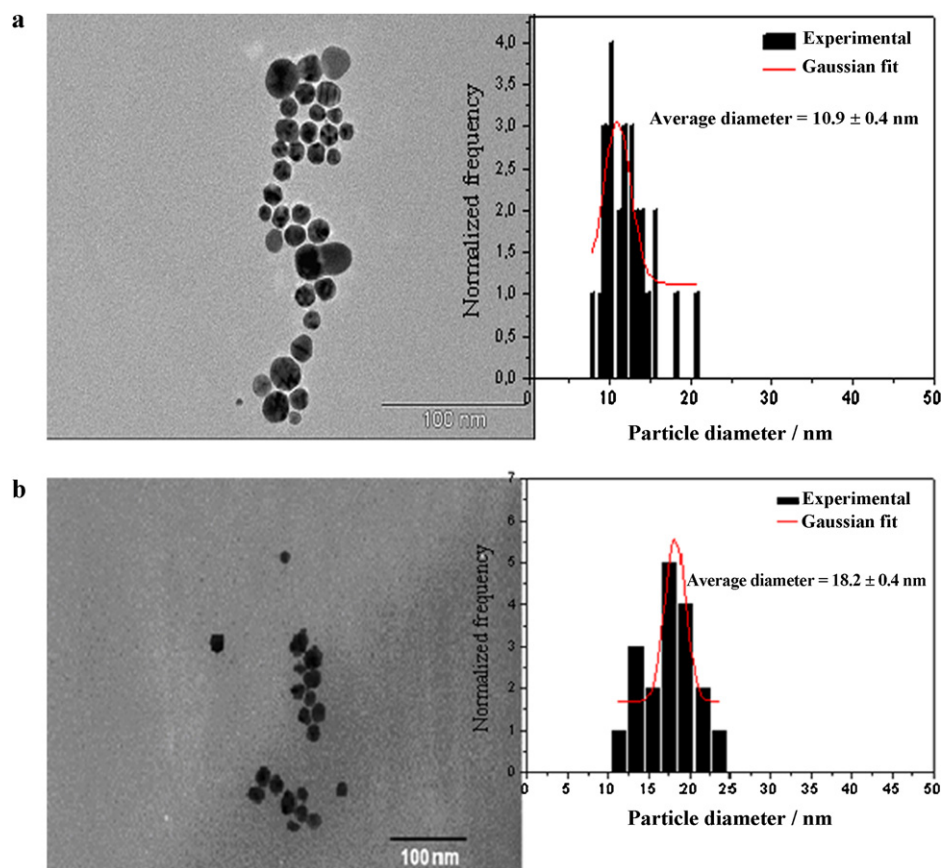 a
100 nm
Normalized frequency
4,0
3,5
3,0
2,5
2,0
1,5
1,0
0,5
0,0
0
10
20
30
40
50
Particle diameter / nm
Experimental
Gaussian fit
Average diameter = 10.9 ± 0.4 nm
b
100 nm
Normalized frequency
7
6
5
4
3
2
1
0
0
5
10
15
20
25
30
35
40
45
50
Particle diameter / nm
Experimental
Gaussian fit
Average diameter = 18.2 ± 0.4 nm